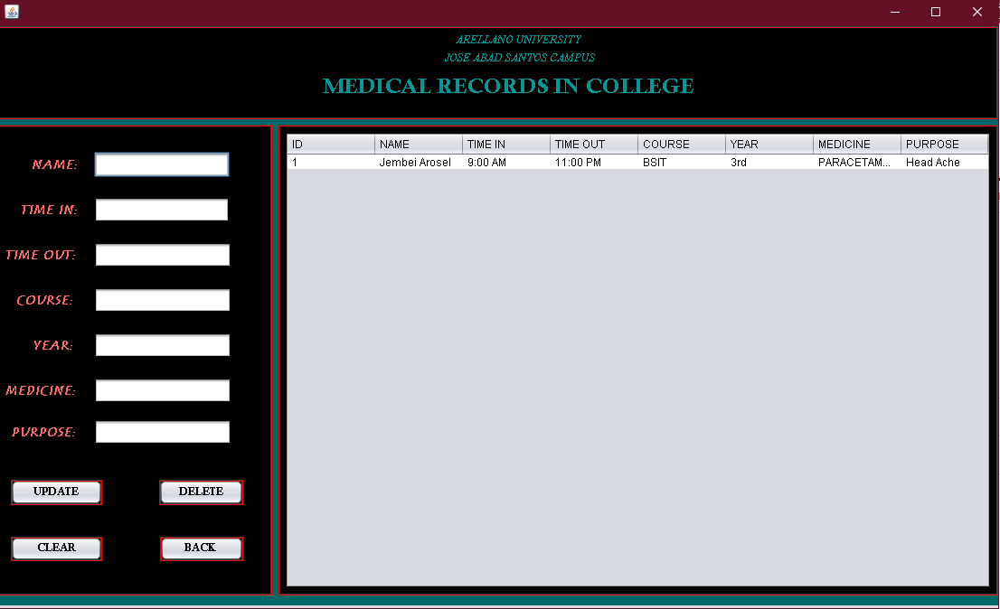 ARELLANO UNIVERSITY
JOSE ABAD SANTOS CAMPUS
MEDICAL RECORDS IN COLLEGE
NAME:
TIME IN:
TIME OUT:
COURSE:
YEAR:
MEDICINE:
PURPOSE:
UPDATE DELETE
CLEAR BACK
ID NAME TIME IN TIME OUT COURSE YEAR MEDICINE PURPOSE
1 Jembei Arosel 9:00 AM 11:00 PM BSIT 3rd PARACETAM... Head Ache